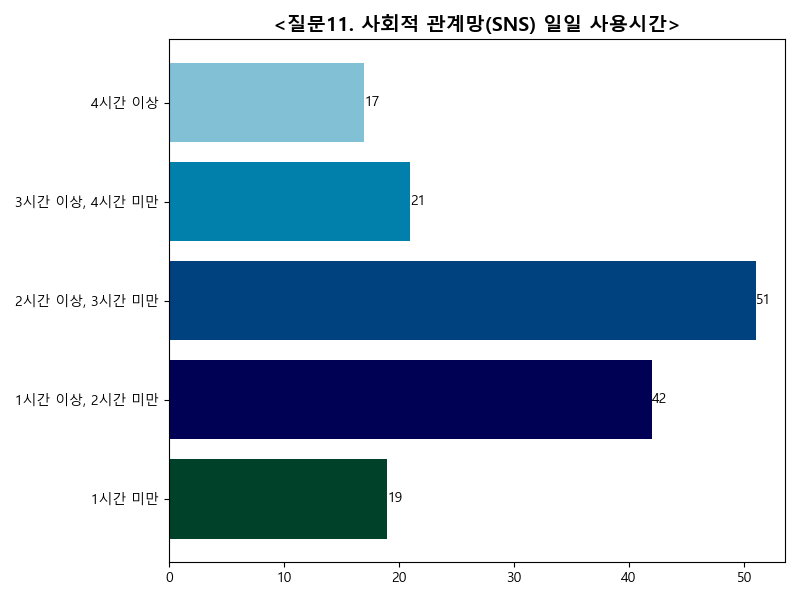 <질문11. 사회적 관계망(SNS) 일일 사용시간>
4시간 이상
17
3시간 이상, 4시간 미만
21
2시간 이상, 3시간 미만
51
1시간 이상, 2시간 미만
42
1시간 미만
19
0 10 20 30 40 50